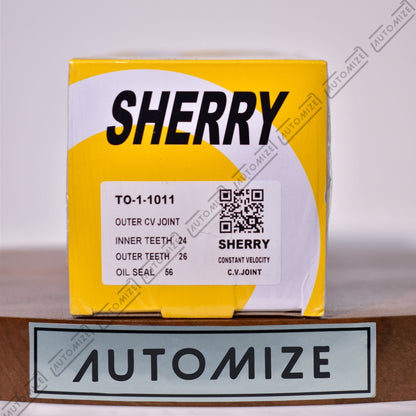 SHERRY
TO-1-1011
OUTER CV JOINT
INNER TEETH 24
OUTER TEETH 26
OIL SEAL 56
SHERRY
CONSTANT VELOCITY
C.V.JOINT
AUTOMIZE